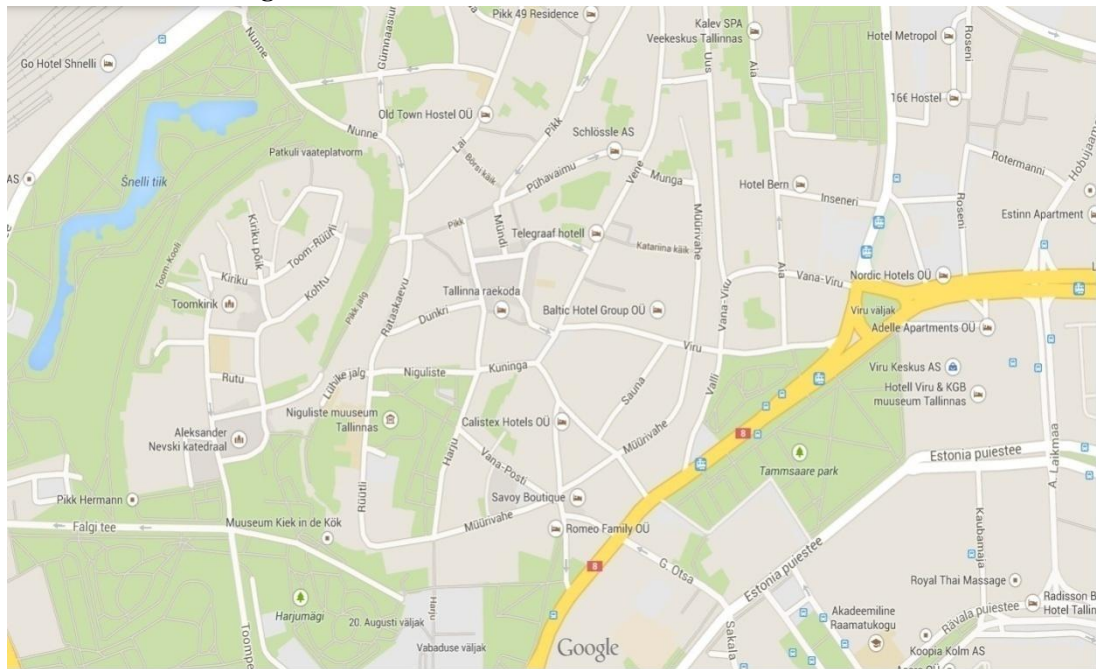 Pikk 49 Residence
Kalev SPA
Veekeskus Tallinnas
Hotel Metropol
Roseni
Go Hotel Shnelli
Nunne
Gümnaasiumi
Uus
Aia
16€ Hostel
Old Town Hostel OÜ
Pikk
Nunne
Lai
Schlössle AS
Rotermanni
Hobujaama
Patkuli vaateplatvorm
Börsi käik
Pühavaimu
Vene
Munga
AS
Šnelli tiik
Hotel Bern
Inseneri
Roseni
Estinn Apartment
Kiriku põik
Toom-Rüütli
Pikk
Mündi
Telegraaf hotell
Müürivahe
Katariina käik
Toom-Kooli
Kiriku
Kohtu
Aia
Vana-Viru
Nordic Hotels OÜ
L
Toomkirik
Pikk jalg
Rataskaevu
Dunkri
Tallinna raekoda
Baltic Hotel Group OÜ
Vana-Viru
Viru väljak
Adelle Apartments OÜ
Viru
Rutu
Lühike jalg
Niguliste
Kuninga
Sauna
Valli
Viru Keskus AS
Hotell Viru & KGB
muuseum Tallinnas
Niguliste muuseum
Tallinnas
Calistex Hotels OÜ
Aleksander
Nevski katedraal
Harju
Müürivahe
8
Estonia puiestee
A. Laikmaa
Vana-Posti
Tammsaare park
Pikk Hermann
Rüütli
Savoy Boutique
Falgi tee
Muuseum Kiek in de Kök
Müürivahe
Romeo Family OÜ
Kaubamaja
8
G. Otsa
Estonia puiestee
Royal Thai Massage
Harjumägi
Harju
20. Augusti väljak
Akadeemiline
Raamatukogu
Rävala puiestee
Radisson B
Hotel Tallin
Toompe
Vabaduse väljak
Google
Sakala
Koopia Kolm AS